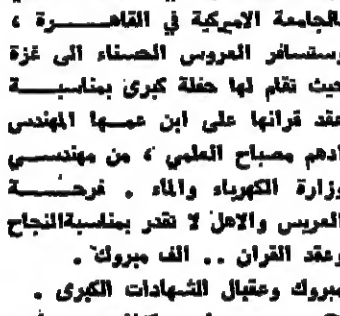 بالجامعة الاميركية في القاهرة ،
وستسافر العروس الحسناء الى غزة
حيث تقام لها حفلة كبرى بمناسبة
عقد قرانها على ابن عمها المهندس
ادهم مصباح العلمي ، من مهندسي
وزارة الكهرباء والماء . فرحة
العريس والاهل لا تقدر بمناسبة النجاح
وعقد القران .. الف مبروك .
مبروك وعقبال الشهادات الكبرى .